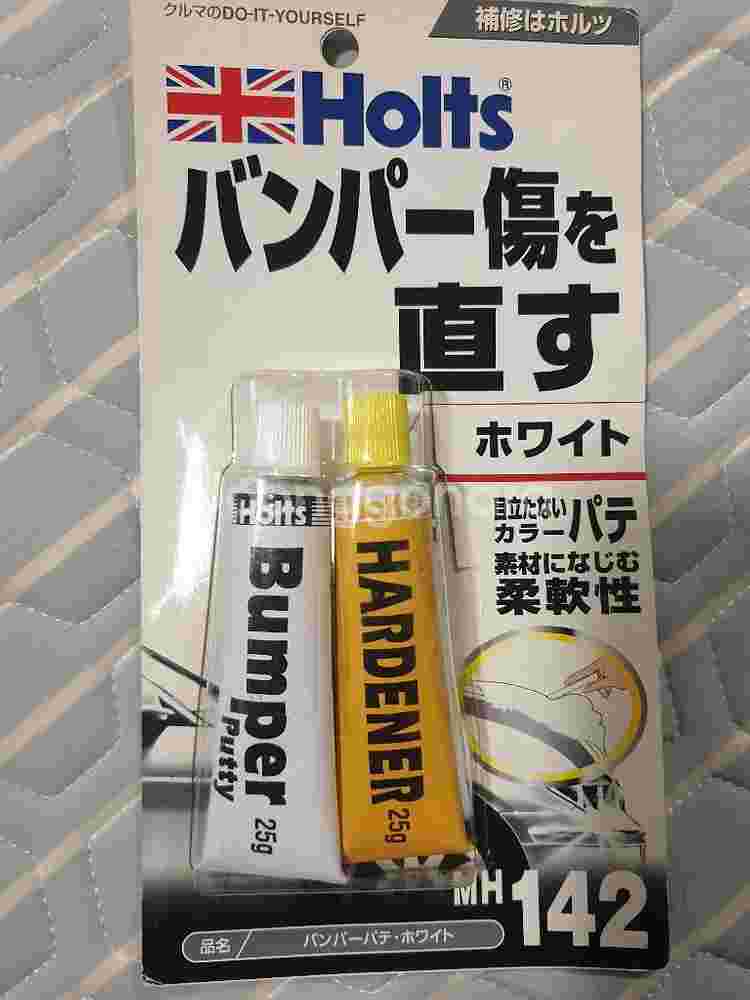 クルマのDO-IT-YOURSELF
補修はホルツ
Holts®
バンパー傷を
直す
ホワイト
目立たない
カラーパテ
素材になじむ
柔軟性
Holts
Bumper
Putty
25g
HARDENER 25g
MH142
品名 バンパーパテ・ホワイト